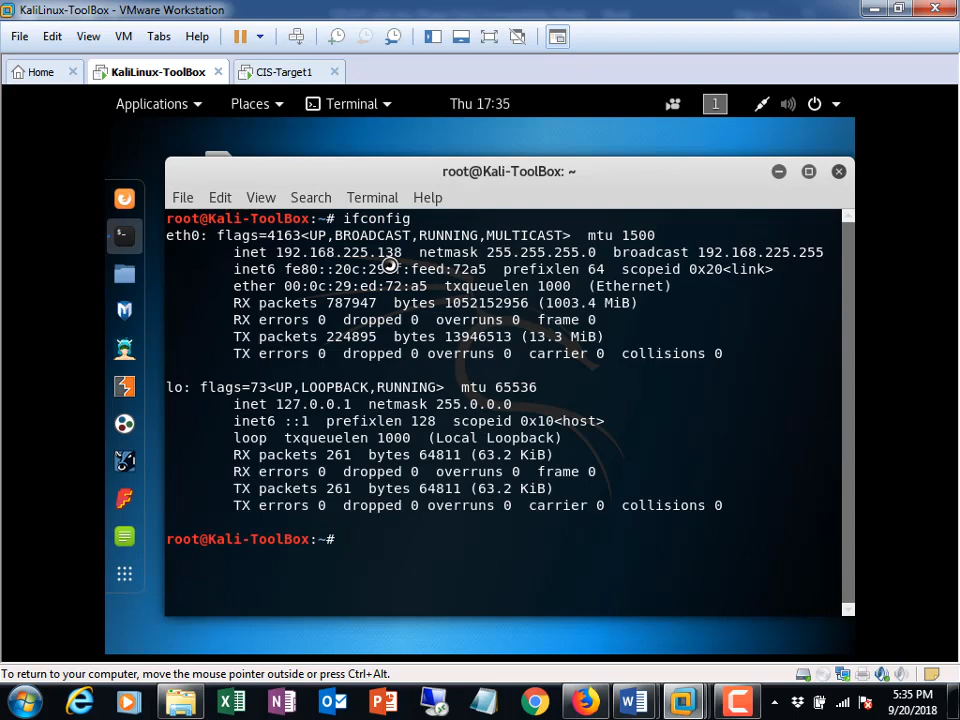 KaliLinux-ToolBox - VMware Workstation
File Edit View VM Tabs Help
Home KaliLinux-ToolBox CIS-Target1
Applications Places Terminal Thu 17:35 1
root@Kali-ToolBox: ~
File Edit View Search Terminal Help
root@Kali-ToolBox:~# ifconfig
eth0: flags=4163<UP,BROADCAST,RUNNING,MULTICAST> mtu 1500
inet 192.168.225.138 netmask 255.255.255.0 broadcast 192.168.225.255
inet6 prefixlen 64 scopeid 0x20<link>
ether 00:0c:29:ed:72:a5 txqueuelen 1000 (Ethernet)
RX packets 787947 bytes 1052152956 (1003.4 MiB)
RX errors 0 dropped 0 overruns 0 frame 0
TX packets 224895 bytes 13946513 (13.3 MiB)
TX errors 0 dropped 0 overruns 0 carrier 0 collisions 0
lo: flags=73<UP,LOOPBACK,RUNNING> mtu 65536
inet 127.0.0.1 netmask 255.0.0.0
inet6 ::1 prefixlen 128 scopeid 0x10<host>
loop txqueuelen 1000 (Local Loopback)
RX packets 261 bytes 64811 (63.2 KiB)
RX errors 0 dropped 0 overruns 0 frame 0
TX packets 261 bytes 64811 (63.2 KiB)
TX errors 0 dropped 0 overruns 0 carrier 0 collisions 0
root@Kali-ToolBox:~#
To return to your computer, move the mouse pointer outside or press Ctrl+Alt.
5:35 PM
9/20/2018